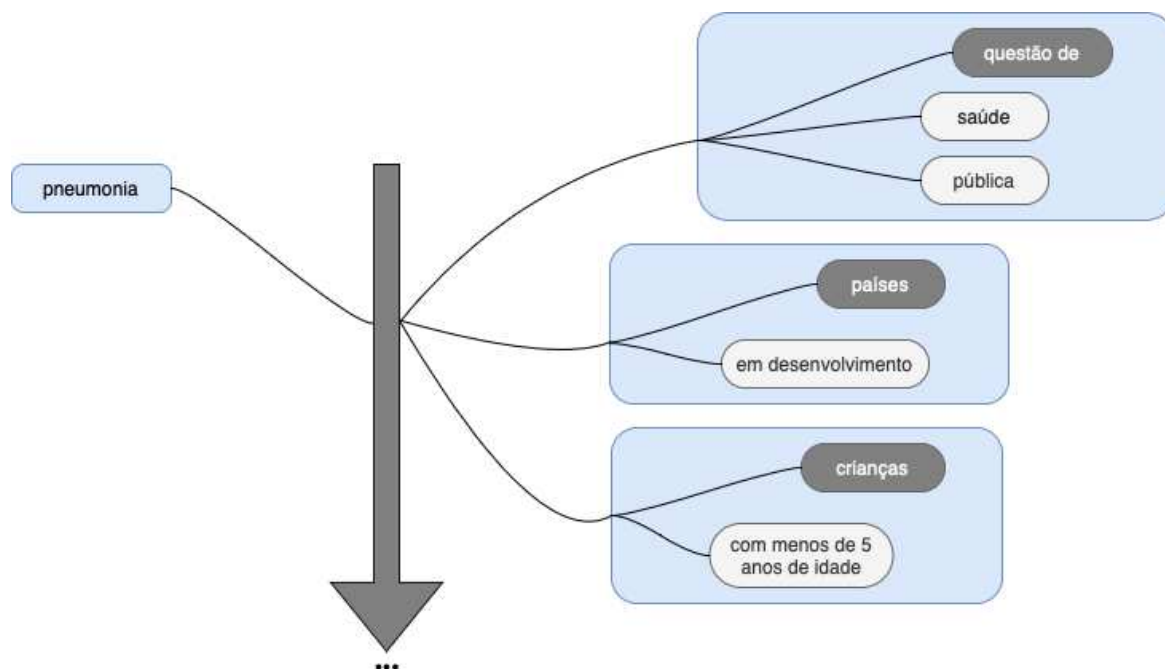 pneumonia
questão de
saúde
pública
países
em desenvolvimento
crianças
com menos de 5
anos de idade
...